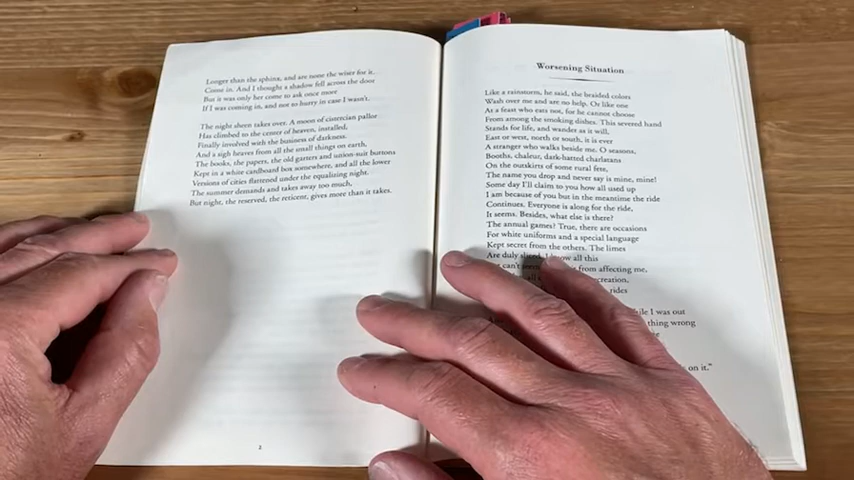 Longer than the sphinx, and are none the wiser for it.
Come in. And I thought a shadow fell across the door
But it was only her come to ask once more
If I was coming in, and not to hurry in case I wasn't.
The night sheen takes over. A moon of cistercian pallor
Has climbed to the center of heaven, installed,
Finally involved with the business of darkness.
And a sigh heaves from all the small things on earth,
The books, the papers, the old garters and union-suit buttons
Kept in a white cardboard box somewhere, and all the lower
Versions of cities flattened under the equalizing night.
The summer demands and takes away too much,
But night, the reserved, the reticent, gives more than it takes.
2
Worsening Situation
Like a rainstorm, he said, the braided colors
Wash over me and are no help. Or like one
At a feast who eats not, for he cannot choose
From among the smoking dishes. This severed hand
Stands for life, and wander as it will,
East or west, north or south, it is ever
A stranger who walks beside me. O seasons,
Booths, chaleur, dark-hatted charlatans
On the outskirts of some rural fete,
The name you drop and never say is mine, mine!
Some day I'll claim to you how all used up
I am because of you but in the meantime the ride
Continues. Everyone is along for the ride,
It seems. Besides, what else is there?
The annual games? True, there are occasions
For white uniforms and a special language
Kept secret from the others. The limes
Are duly sliced. I know all this
can't from affecting me,
all
rides
while I was out
thing wrong
on it."